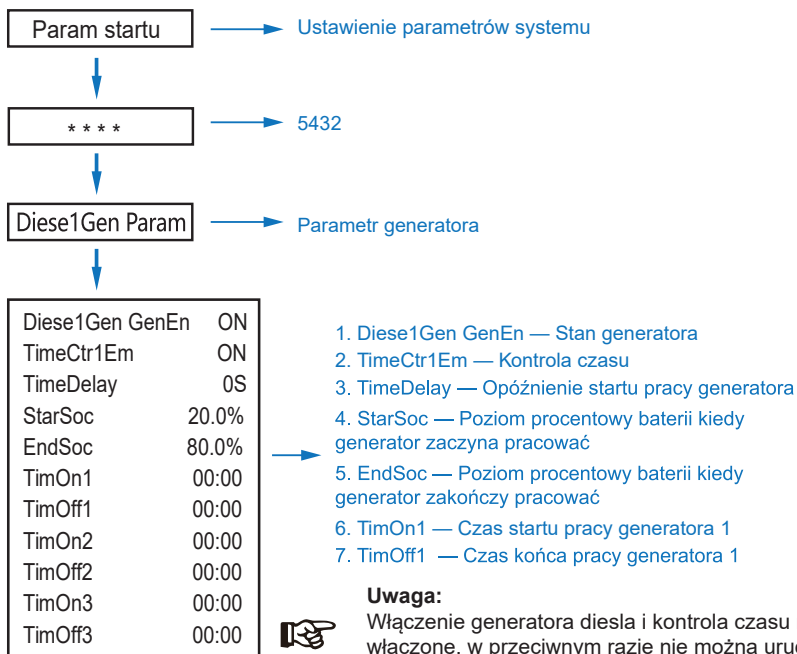 Param startu
Ustawienie parametrów systemu
* * * *
5432
Diese1Gen Param
Parametr generatora
Diese1Gen GenEn ON
TimeCtr1Em ON
TimeDelay 0S
StarSoc 20.0%
EndSoc 80.0%
TimOn1 00:00
TimOff1 00:00
TimOn2 00:00
TimOff2 00:00
TimOn3 00:00
TimOff3 00:00
1. Diese1Gen GenEn — Stan generatora
2. TimeCtr1Em — Kontrola czasu
3. TimeDelay — Opóźnienie startu pracy generatora
4. StarSoc — Poziom procentowy baterii kiedy
generator zaczyna pracować
5. EndSoc — Poziom procentowy baterii kiedy
generator zakończy pracować
6. TimOn1 — Czas startu pracy generatora 1
7. TimOff1 — Czas końca pracy generatora 1
Uwaga:
Włączenie generatora diesla i kontrola czasu
włączone, w przeciwnym razie nie można